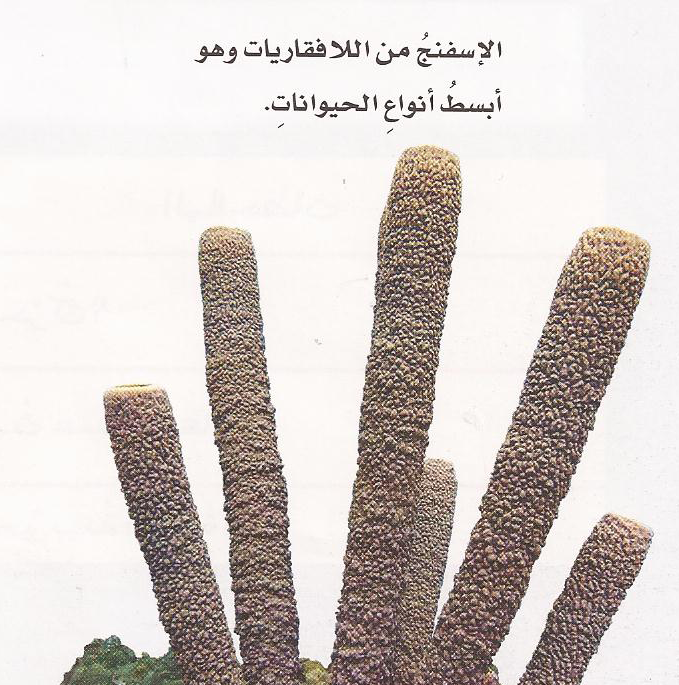 الإسفنجُ من اللافقاريات وهو
أبسطُ أنواعِ الحيواناتِ.